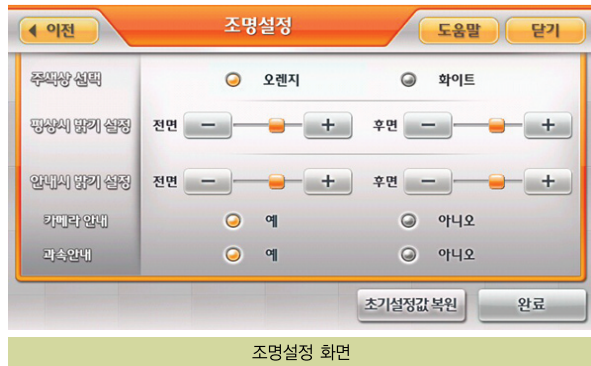 이전 조명설정 도움말 닫기
주색상 선택 오렌지 화이트
평상시 밝기 설정 전면 − + 후면 − +
안내시 밝기 설정 전면 − + 후면 − +
카메라 안내 예 아니오
과속안내 예 아니오
초기설정값 복원 완료
조명설정 화면